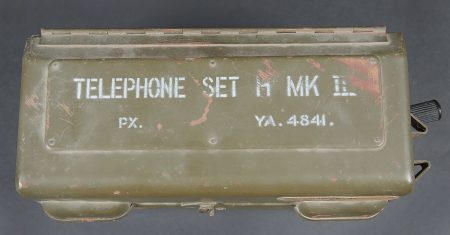 TELEPHONE SET H MK II
PX. YA.4841.